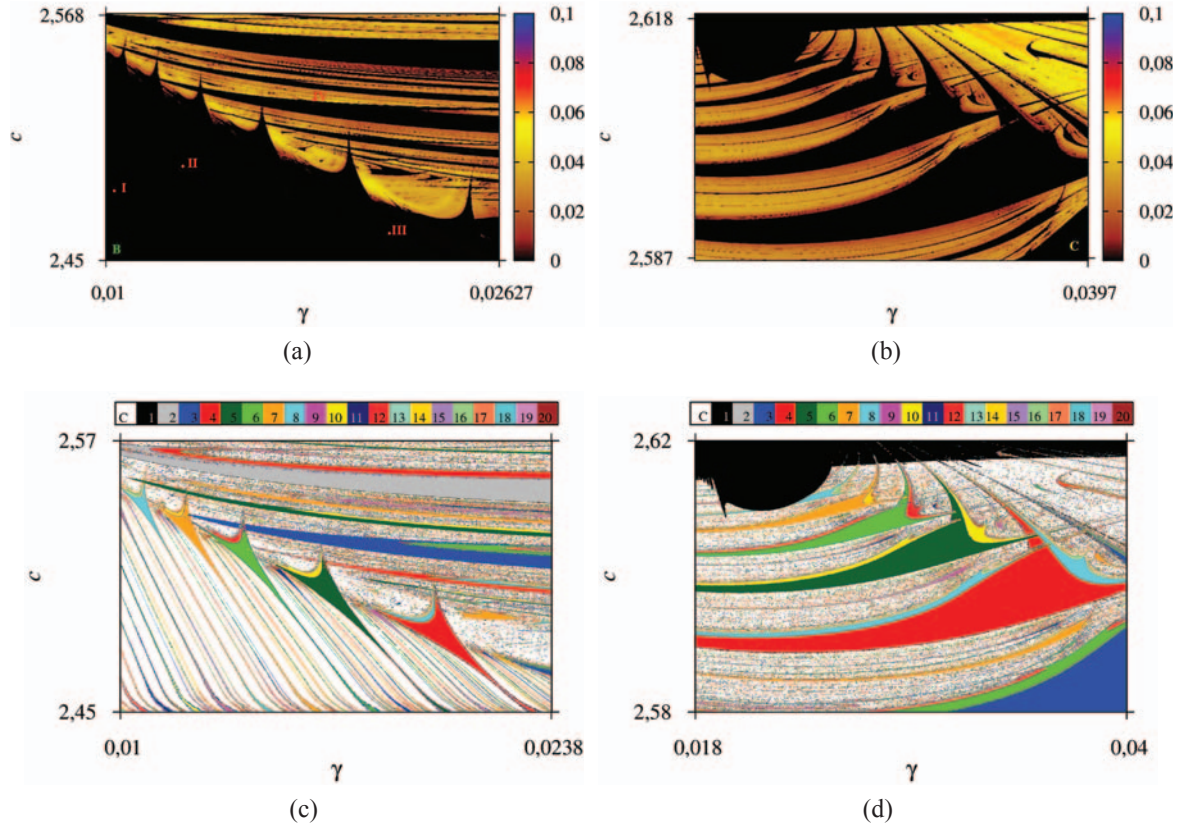 2,568
c
2,45
0,01
0,02627
γ
I
II
III
B
0,1
0,08
0,06
0,04
0,02
0
(a)
2,618
c
2,587
0,0397
γ
C
0,1
0,08
0,06
0,04
0,02
0
(b)
C 1 2 3 4 5 6 7 8 9 10 11 12 13 14 15 16 17 18 19 20
2,57
c
2,45
0,01
0,0238
γ
(c)
C 1 2 3 4 5 6 7 8 9 10 11 12 13 14 15 16 17 18 19 20
2,62
c
2,58
0,018
0,04
γ
(d)